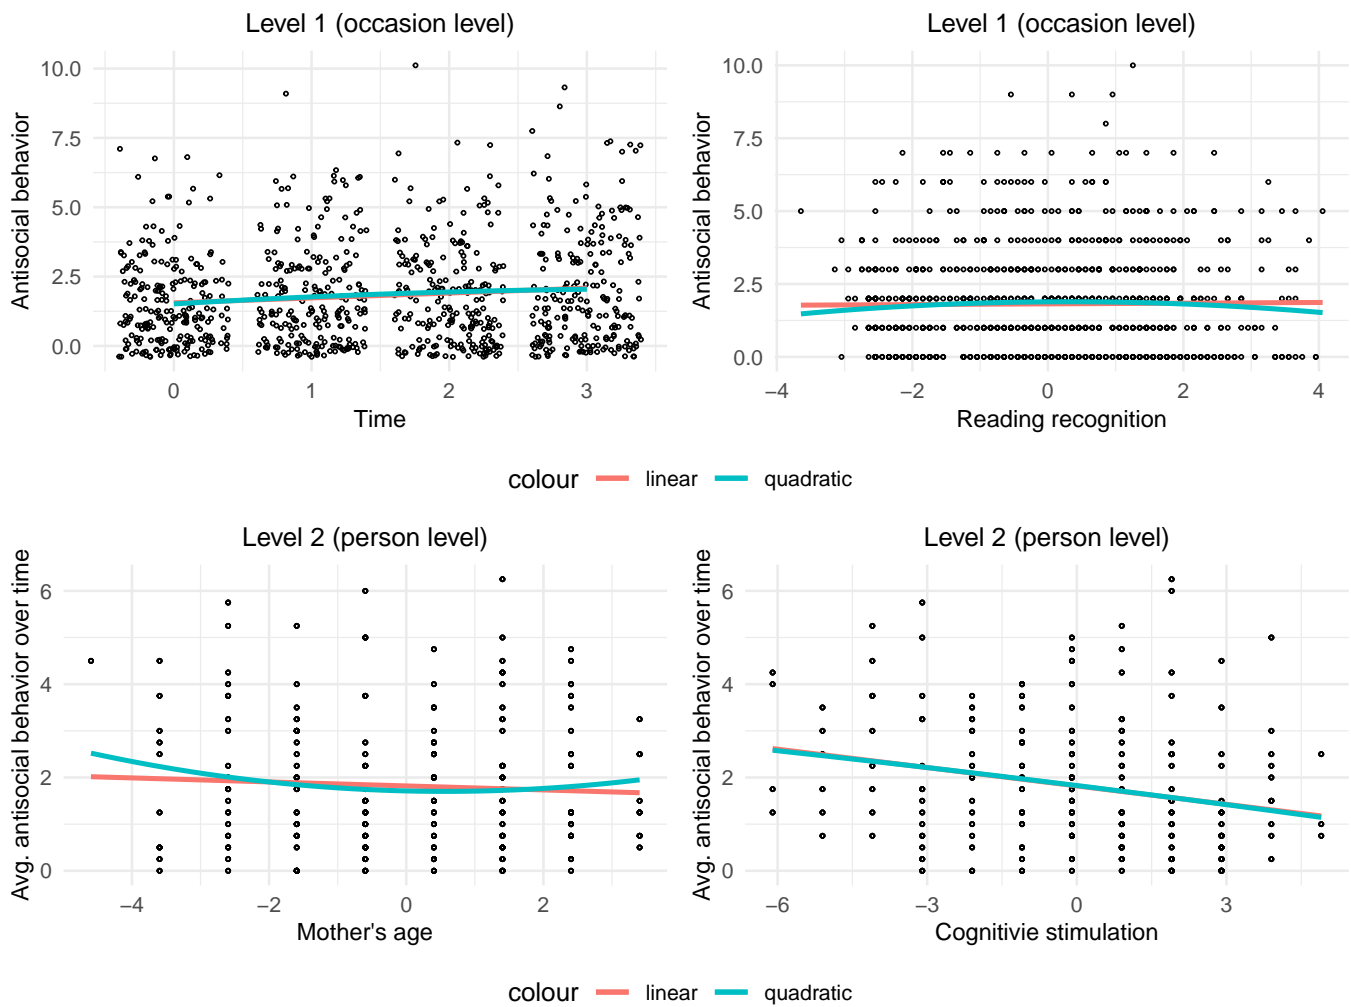 Level 1 (occasion level)
Antisocial behavior
10.0
7.5
5.0
2.5
0.0
0 1 2 3
Time
Level 1 (occasion level)
Antisocial behavior
10.0
7.5
5.0
2.5
0.0
−4 −2 0 2 4
Reading recognition
colour linear quadratic
Level 2 (person level)
Avg. antisocial behavior over time
6
4
2
0
−4 −2 0 2
Mother's age
Level 2 (person level)
Avg. antisocial behavior over time
6
4
2
0
−6 −3 0 3
Cognitivie stimulation
colour linear quadratic